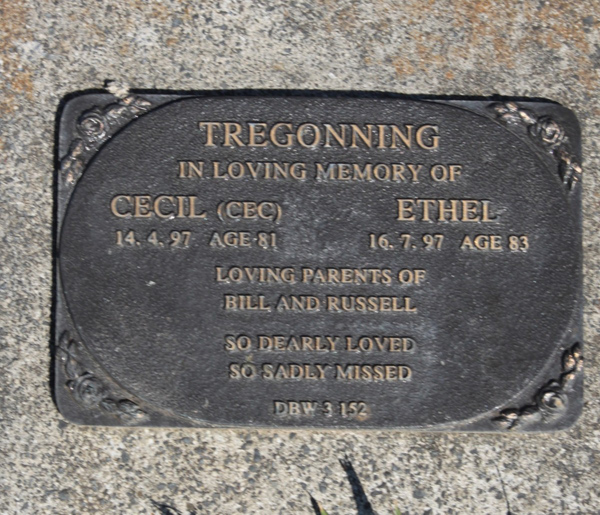 TREGONNING
IN LOVING MEMORY OF
CECIL (CEC) ETHEL
14. 4. 97 AGE 81 16. 7. 97 AGE 83
LOVING PARENTS OF
BILL AND RUSSELL
SO DEARLY LOVED
SO SADLY MISSED
DBW 3 152